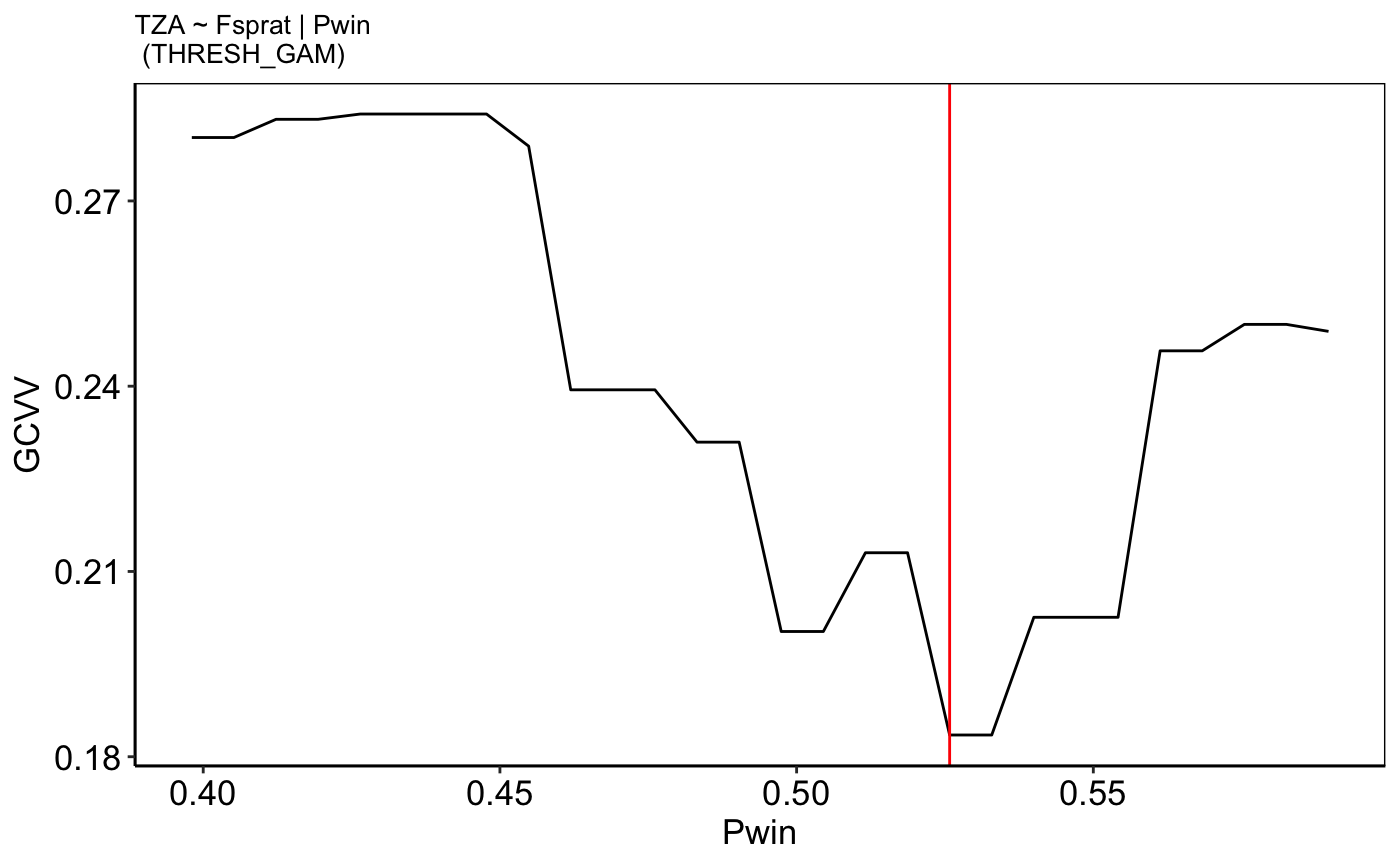 TZA ~ Fsprat | Pwin
(THRESH_GAM)
0.27
0.24
0.21
0.18
GCVV
0.40 0.45 0.50 0.55
Pwin